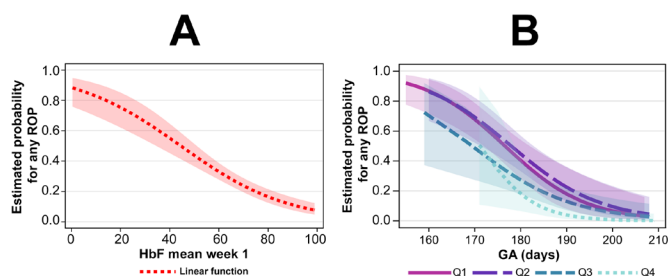 A
Estimated probability
for any ROP
1.0
0.8
0.6
0.4
0.2
0
0
20
40
60
80
100
HbF mean week 1
Linear function
B
Estimated probability
for any ROP
1.0
0.8
0.6
0.4
0.2
0
160
170
180
190
200
210
GA (days)
Q1
Q2
Q3
Q4